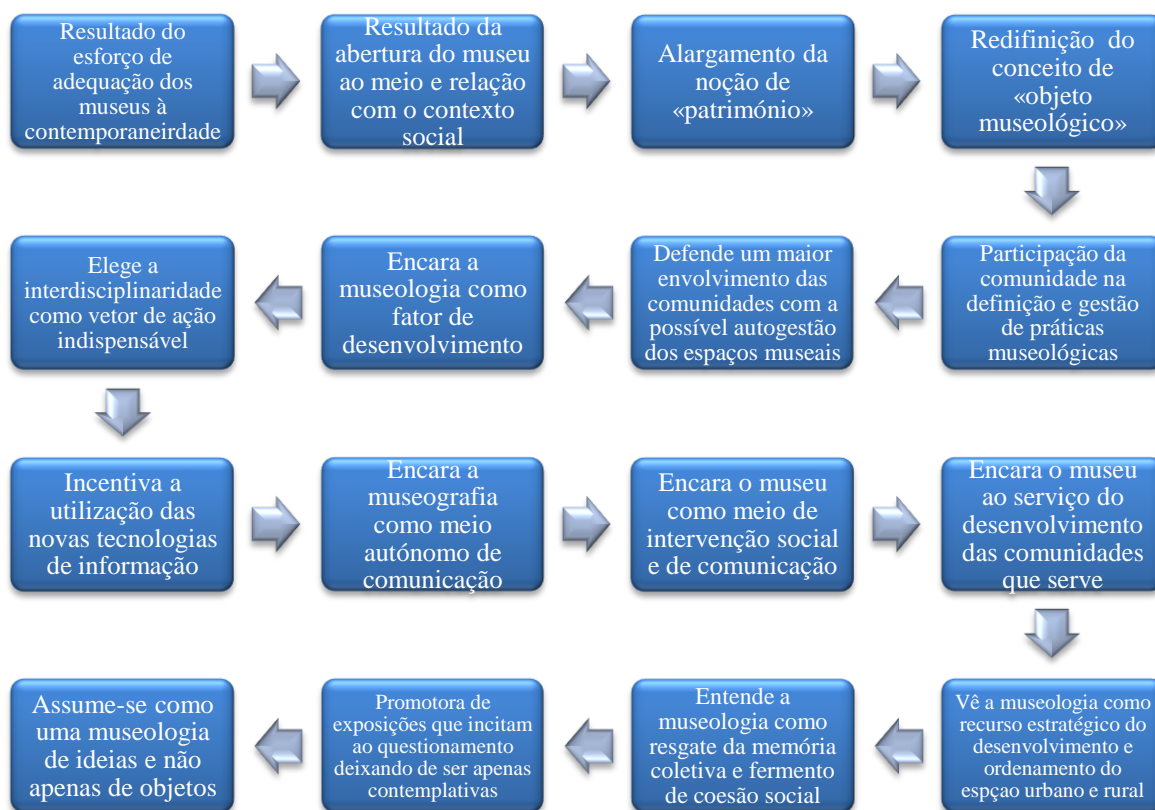 Resultado do
esforço de
adequação dos
museus à
contemporaneirdade
Resultado da
abertura do museu
ao meio e relação
com o contexto
social
Alargamento da
noção de
«património»
Redifinição do
conceito de
«objeto
museológico»
Participação da
comunidade na
definição e gestão
de práticas
museológicas
Defende um maior
envolvimento das
comunidades com a
possível autogestão
dos espaços museais
Encara a
museologia como
fator de
desenvolvimento
Elege a
interdisciplinaridade
como vetor de ação
indispensável
Incentiva a
utilização das
novas tecnologias
de informação
Encara a
museografia
como meio
autónomo de
comunicação
Encara o museu
como meio de
intervenção social
e de comunicação
Encara o museu
ao serviço do
desenvolvimento
das comunidades
que serve
Vê a museologia como
recurso estratégico do
desenvolvimento e
ordenamento do
espçao urbano e rural
Entende a
museologia como
resgate da memória
coletiva e fermento
de coesão social
Promotora de
exposições que incitam
ao questionamento
deixando de ser apenas
contemplativas
Assume-se como
uma museologia
de ideias e não
apenas de objetos